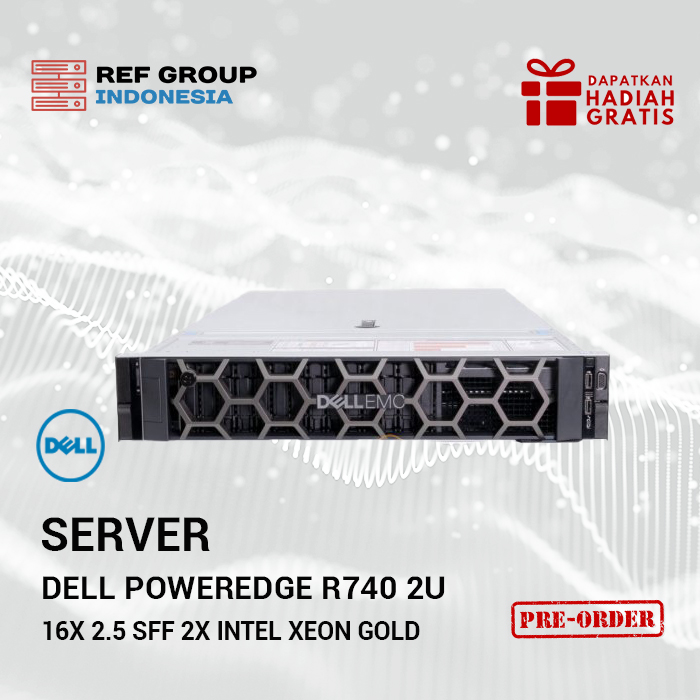 REF GROUP
INDONESIA
DAPATKAN
HADIAH
GRATIS
DELLEMC
DELL
SERVER
DELL POWEREDGE R740 2U
16X 2.5 SFF 2X INTEL XEON GOLD
PRE-ORDER